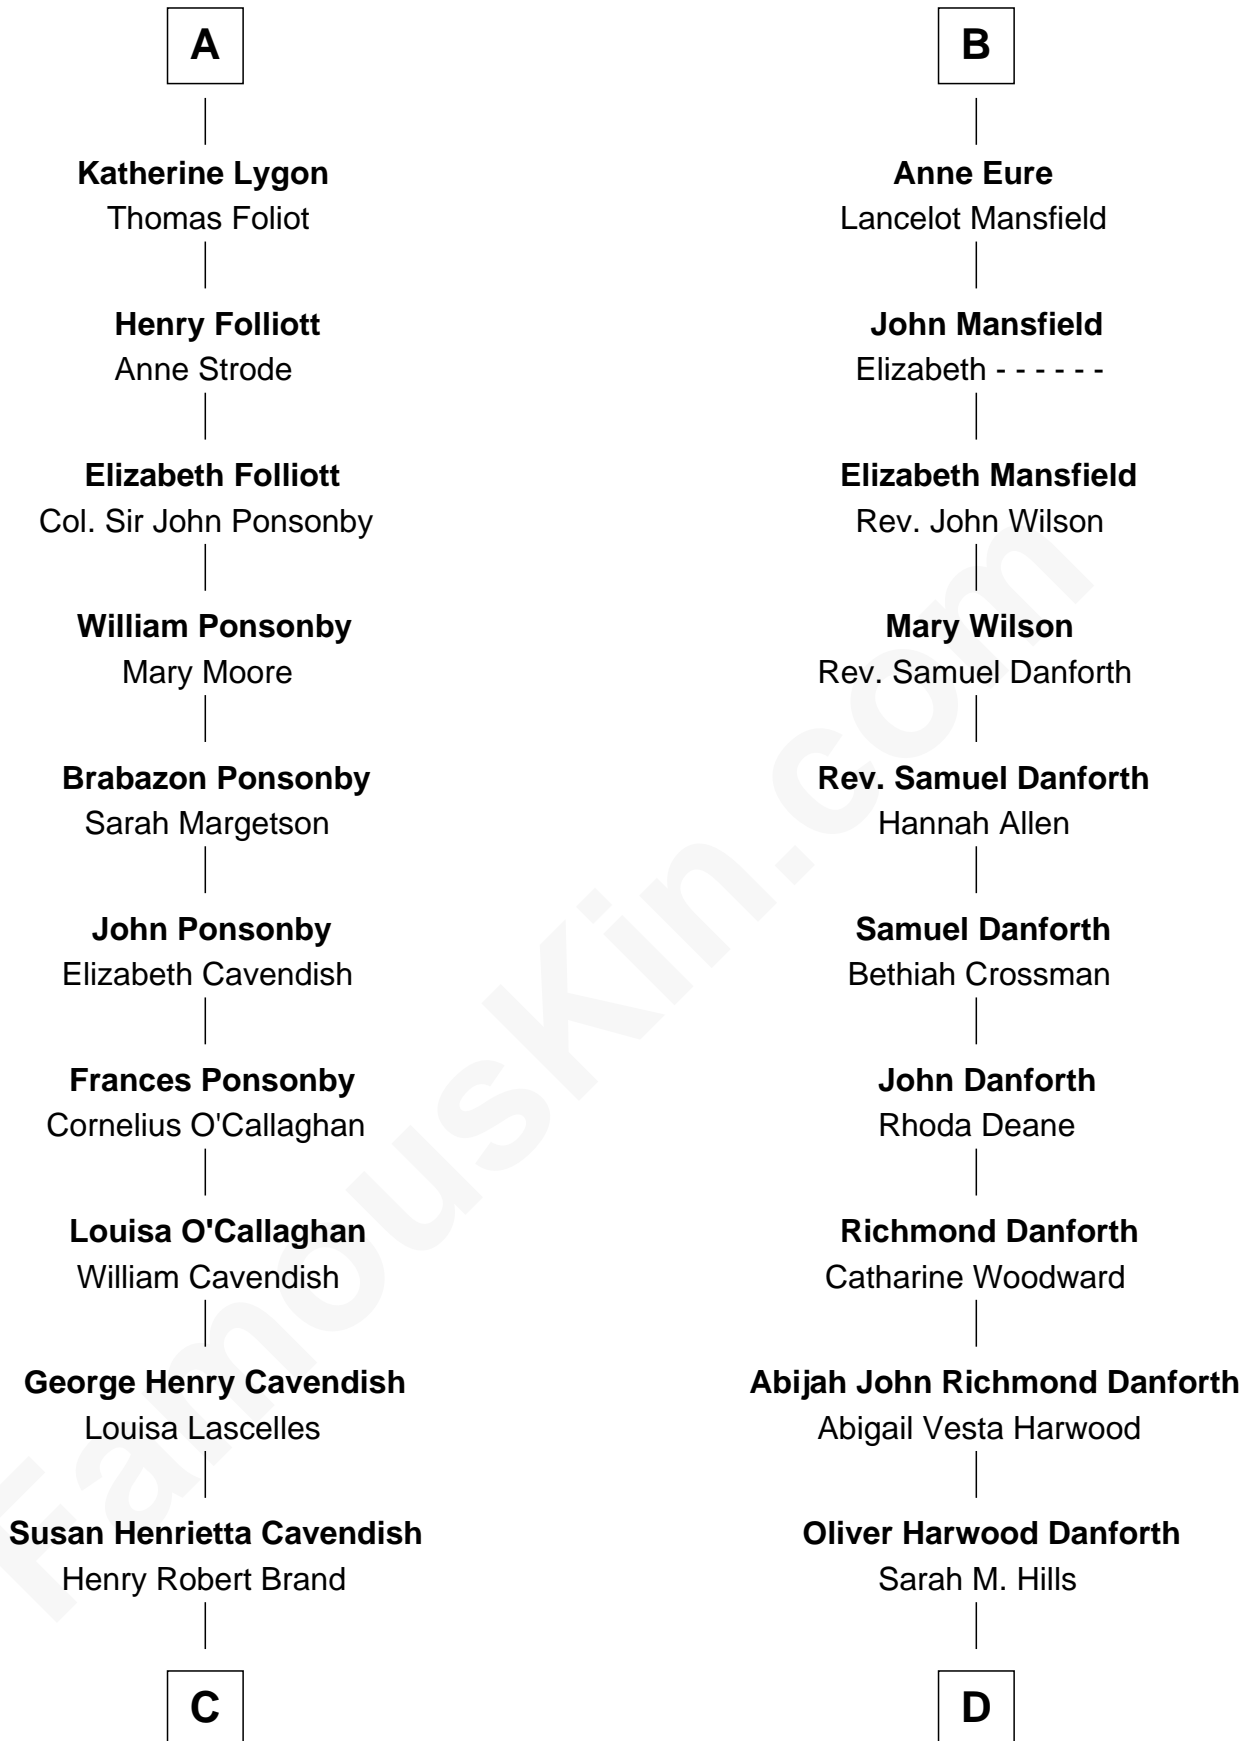 A
Katherine Lygon
Thomas Foliot
Henry Folliott
Anne Strode
Elizabeth Folliott
Col. Sir John Ponsonby
William Ponsonby
Mary Moore
Brabazon Ponsonby
Sarah Margetson
John Ponsonby
Elizabeth Cavendish
Frances Ponsonby
Cornelius O'Callaghan
Louisa O'Callaghan
William Cavendish
George Henry Cavendish
Louisa Lascelles
Susan Henrietta Cavendish
Henry Robert Brand
C
B
Anne Eure
Lancelot Mansfield
John Mansfield
Elizabeth - - - - - -
Elizabeth Mansfield
Rev. John Wilson
Mary Wilson
Rev. Samuel Danforth
Rev. Samuel Danforth
Hannah Allen
Samuel Danforth
Bethiah Crossman
John Danforth
Rhoda Deane
Richmond Danforth
Catharine Woodward
Abijah John Richmond Danforth
Abigail Vesta Harwood
Oliver Harwood Danforth
Sarah M. Hills
D
FamousKin.com